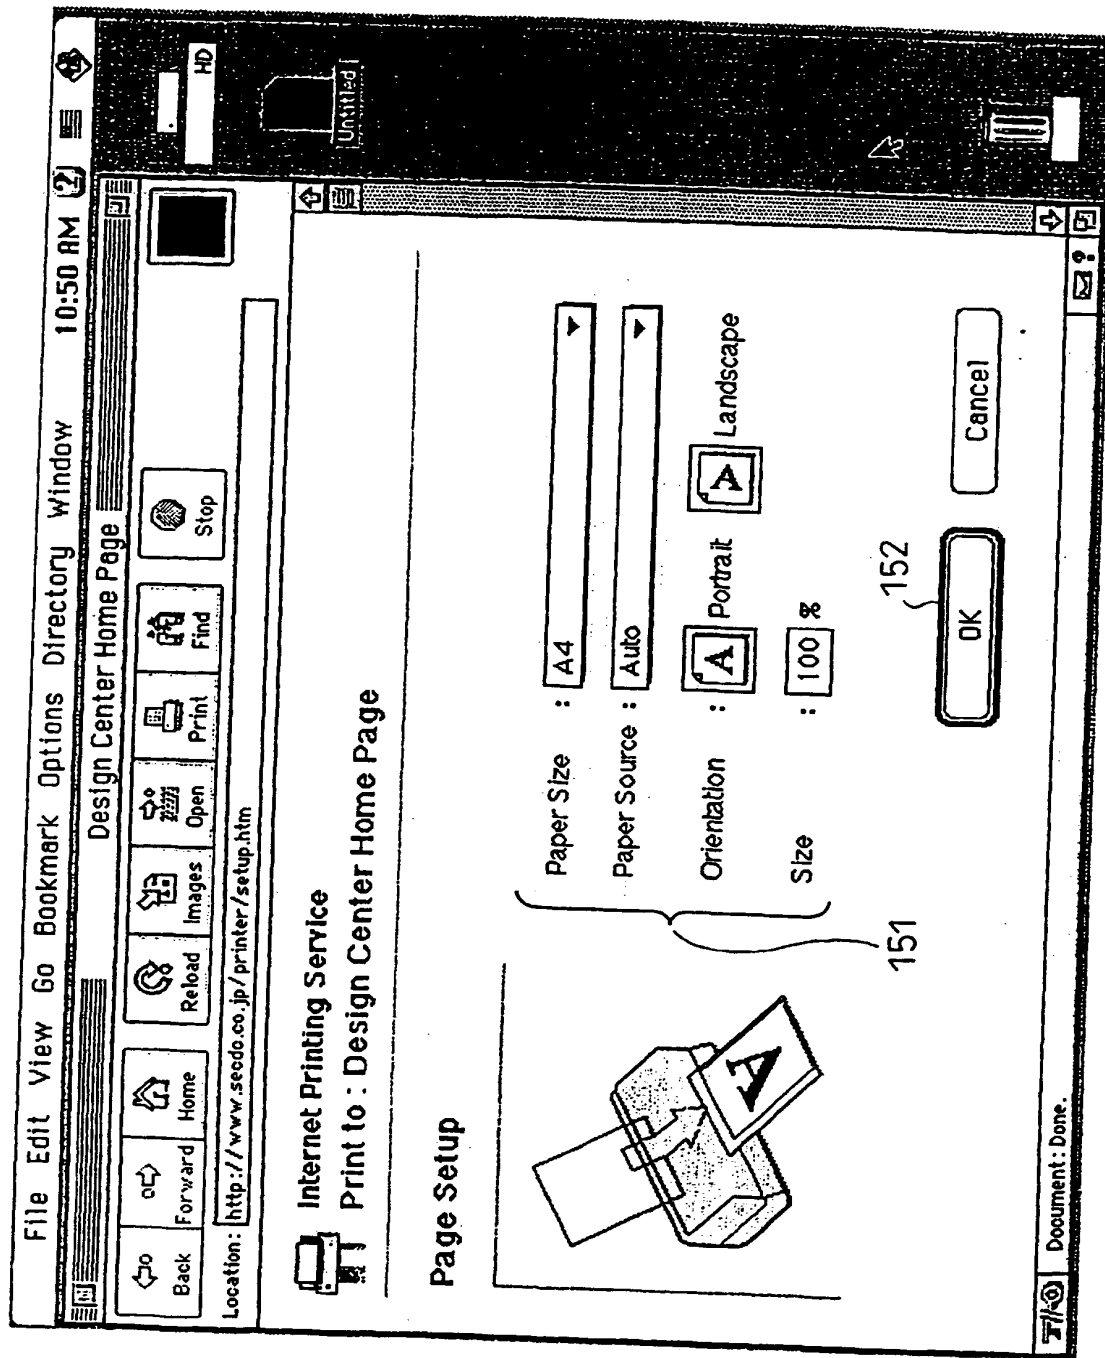 File Edit View Go Bookmark Options Directory Window 10:50 AM
Design Center Home Page
Back Forward Home Reload Images Open Print Find Stop
Location: http://www.secdo.co.jp/printer/setup.htm
HD
Untitled
Internet Printing Service
Print to : Design Center Home Page
Page Setup
Paper Size : A4
Paper Source : Auto
Orientation : A Portrait A Landscape
Size : 100 %
A
151
152
OK Cancel
Document: Done.